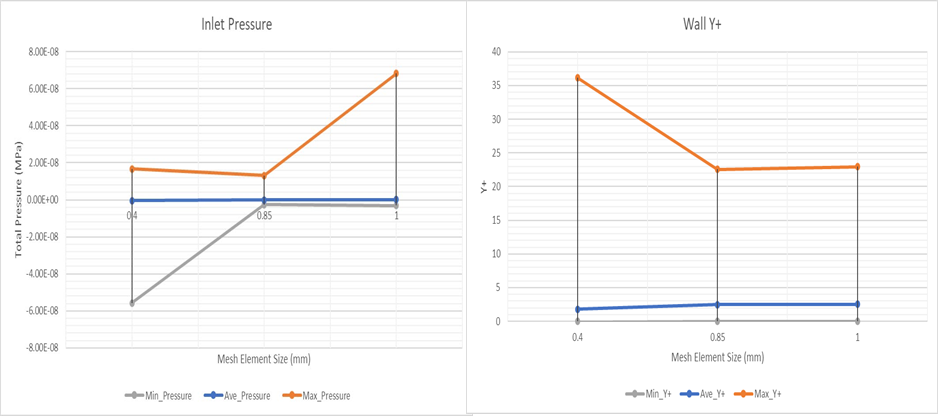 Inlet Pressure
Total Pressure (MPa)
8.00E-08
6.00E-08
4.00E-08
2.00E-08
0.00E+00
-2.00E-08
-4.00E-08
-6.00E-08
-8.00E-08
0.4 0.85 1
Mesh Element Size (mm)
Min_Pressure Ave_Pressure Max_Pressure
Wall Y+
Y+
40
35
30
25
20
15
10
5
0
0.4 0.85 1
Mesh Element Size (mm)
Min_Y+ Ave_Y+ Max_Y+